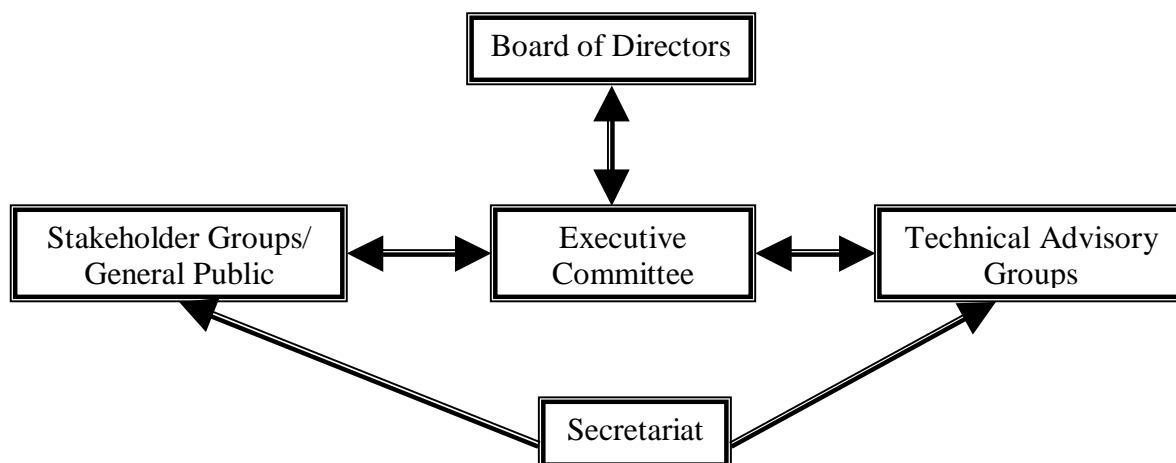 Board of Directors
Stakeholder Groups/
General Public
Executive
Committee
Technical Advisory
Groups
Secretariat